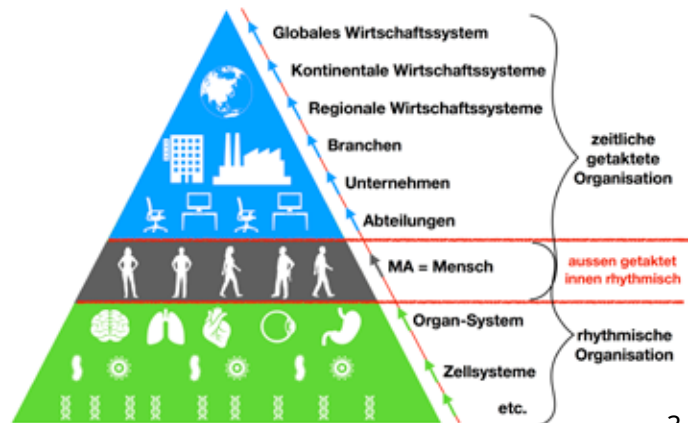 Globales Wirtschaftssystem
Kontinentale Wirtschaftssysteme
Regionale Wirtschaftssysteme
Branchen
Unternehmen
Abteilungen
MA = Mensch
Organ-System
Zellsysteme
etc.
zeitliche
getaktete
Organisation
aussen getaktet
innen rhythmisch
rhythmische
Organisation